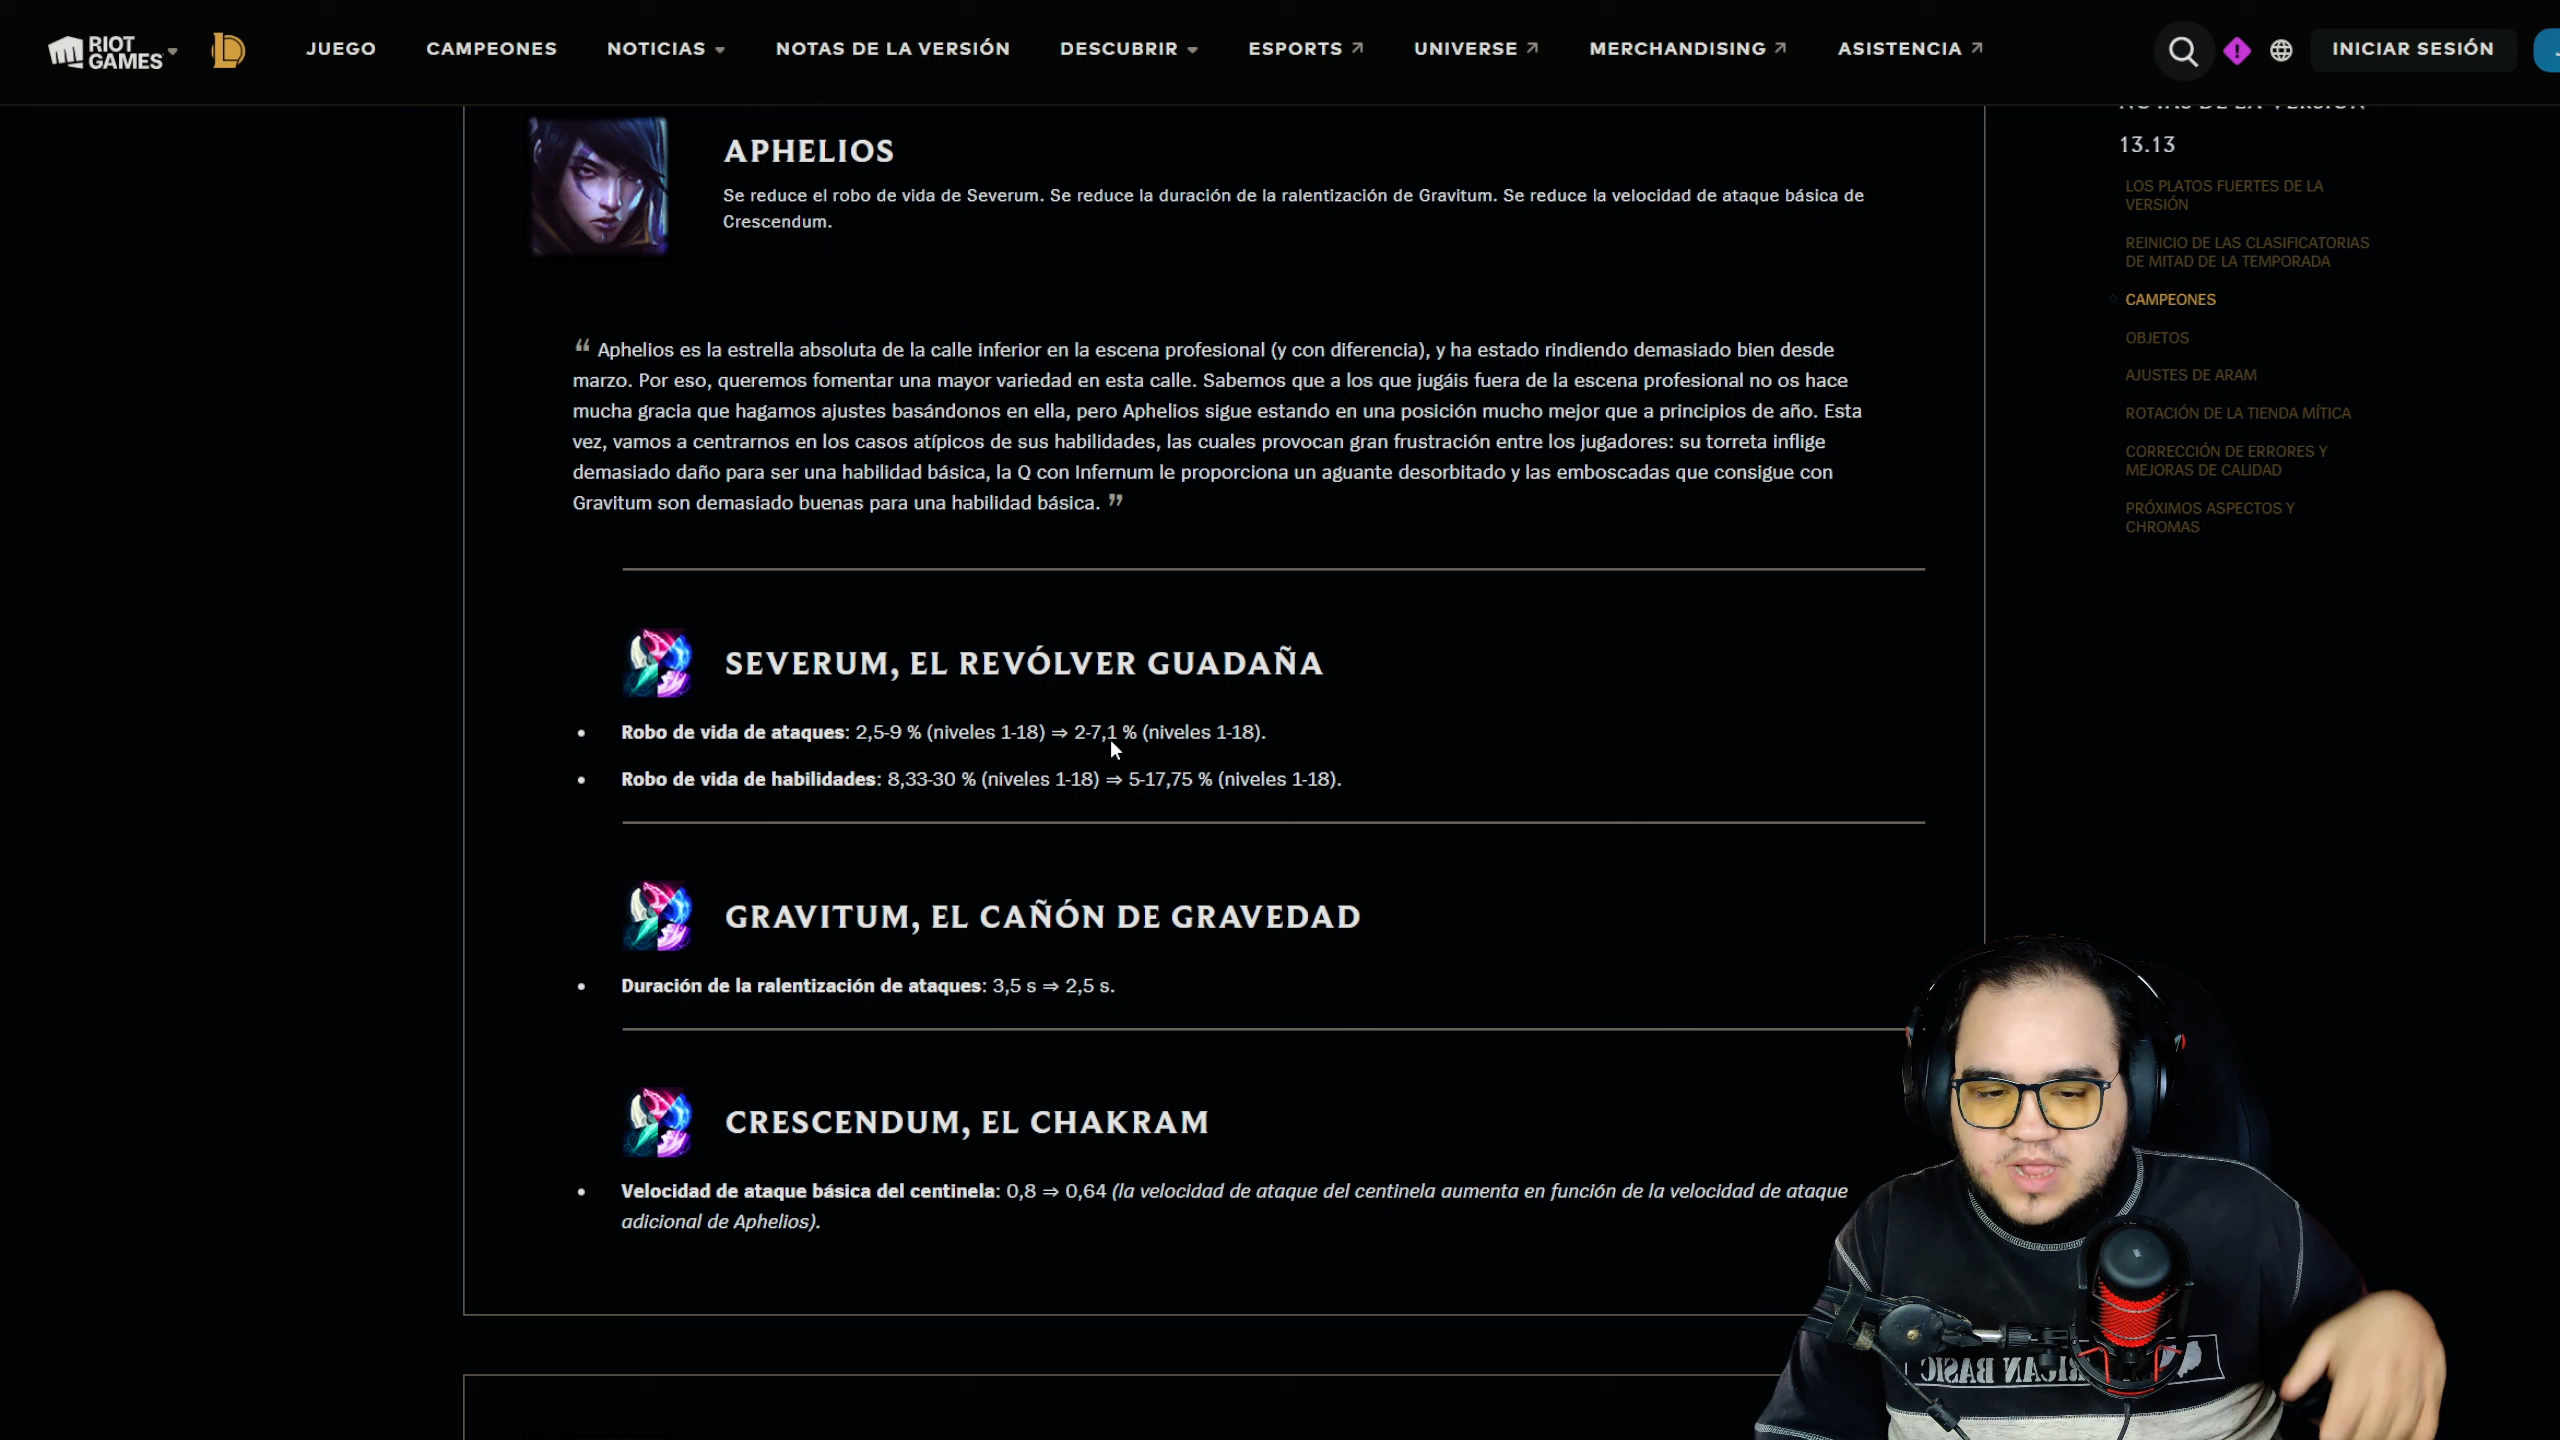 RIOT GAMES
JUEGO
CAMPEONES
NOTICIAS
NOTAS DE LA VERSIÓN
DESCUBRIR
ESPORTS
UNIVERSE
MERCHANDISING
ASISTENCIA
INICIAR SESIÓN
NOTAS DE LA VERSIÓN
13.13
LOS PLATOS FUERTES DE LA
VERSIÓN
REINICIO DE LAS CLASIFICATORIAS
DE MITAD DE LA TEMPORADA
CAMPEONES
OBJETOS
AJUSTES DE ARAM
ROTACIÓN DE LA TIENDA MÍTICA
CORRECCIÓN DE ERRORES Y
MEJORAS DE CALIDAD
PRÓXIMOS ASPECTOS Y
CHROMAS
APHELIOS
Se reduce el robo de vida de Severum. Se reduce la duración de la ralentización de Gravitum. Se reduce la velocidad de ataque básica de
Crescendum.
“ Aphelios es la estrella absoluta de la calle inferior en la escena profesional (y con diferencia), y ha estado rindiendo demasiado bien desde
marzo. Por eso, queremos fomentar una mayor variedad en esta calle. Sabemos que a los que jugáis fuera de la escena profesional no os hace
mucha gracia que hagamos ajustes basándonos en ella, pero Aphelios sigue estando en una posición mucho mejor que a principios de año. Esta
vez, vamos a centrarnos en los casos atípicos de sus habilidades, las cuales provocan gran frustración entre los jugadores: su torreta inflige
demasiado daño para ser una habilidad básica, la Q con Infernum le proporciona un aguante desorbitado y las emboscadas que consigue con
Gravitum son demasiado buenas para una habilidad básica. ”
SEVERUM, EL REVÓLVER GUADAÑA
• Robo de vida de ataques: 2,5-9 % (niveles 1-18) ⇒ 2-7,1 % (niveles 1-18).
• Robo de vida de habilidades: 8,33-30 % (niveles 1-18) ⇒ 5-17,75 % (niveles 1-18).
GRAVITUM, EL CAÑÓN DE GRAVEDAD
• Duración de la ralentización de ataques: 3,5 s ⇒ 2,5 s.
CRESCENDUM, EL CHAKRAM
• Velocidad de ataque básica del centinela: 0,8 ⇒ 0,64 (la velocidad de ataque del centinela aumenta en función de la velocidad de ataque
adicional de Aphelios).
BASIC